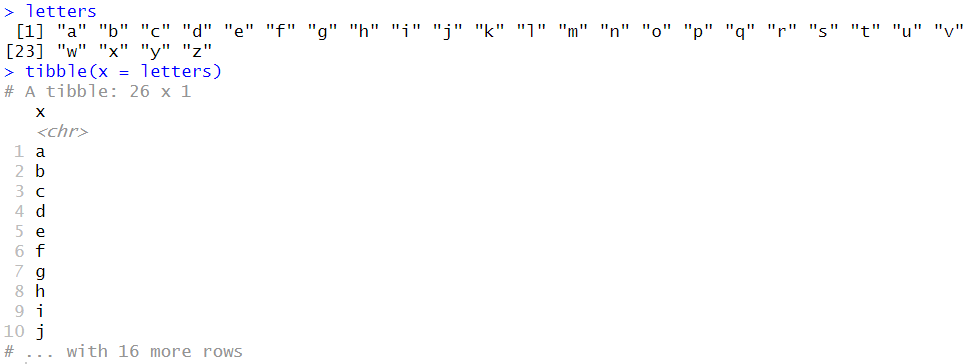 > letters
 [1] "a" "b" "c" "d" "e" "f" "g" "h" "i" "j" "k" "l" "m" "n" "o" "p" "q" "r" "s" "t" "u" "v"
[23] "w" "x" "y" "z"
> tibble(x = letters)
# A tibble: 26 x 1
   x
   <chr>
 1 a
 2 b
 3 c
 4 d
 5 e
 6 f
 7 g
 8 h
 9 i
10 j
# ... with 16 more rows